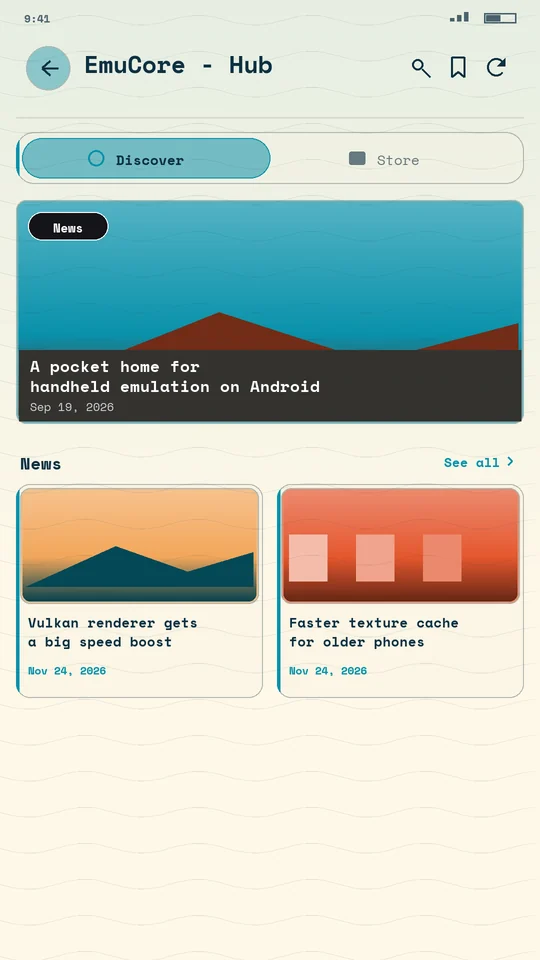 9:41
EmuCore - Hub
Discover
Store
News
A pocket home for
handheld emulation on Android
Sep 19, 2026
News
See all
Vulkan renderer gets
a big speed boost
Nov 24, 2026
Faster texture cache
for older phones
Nov 24, 2026